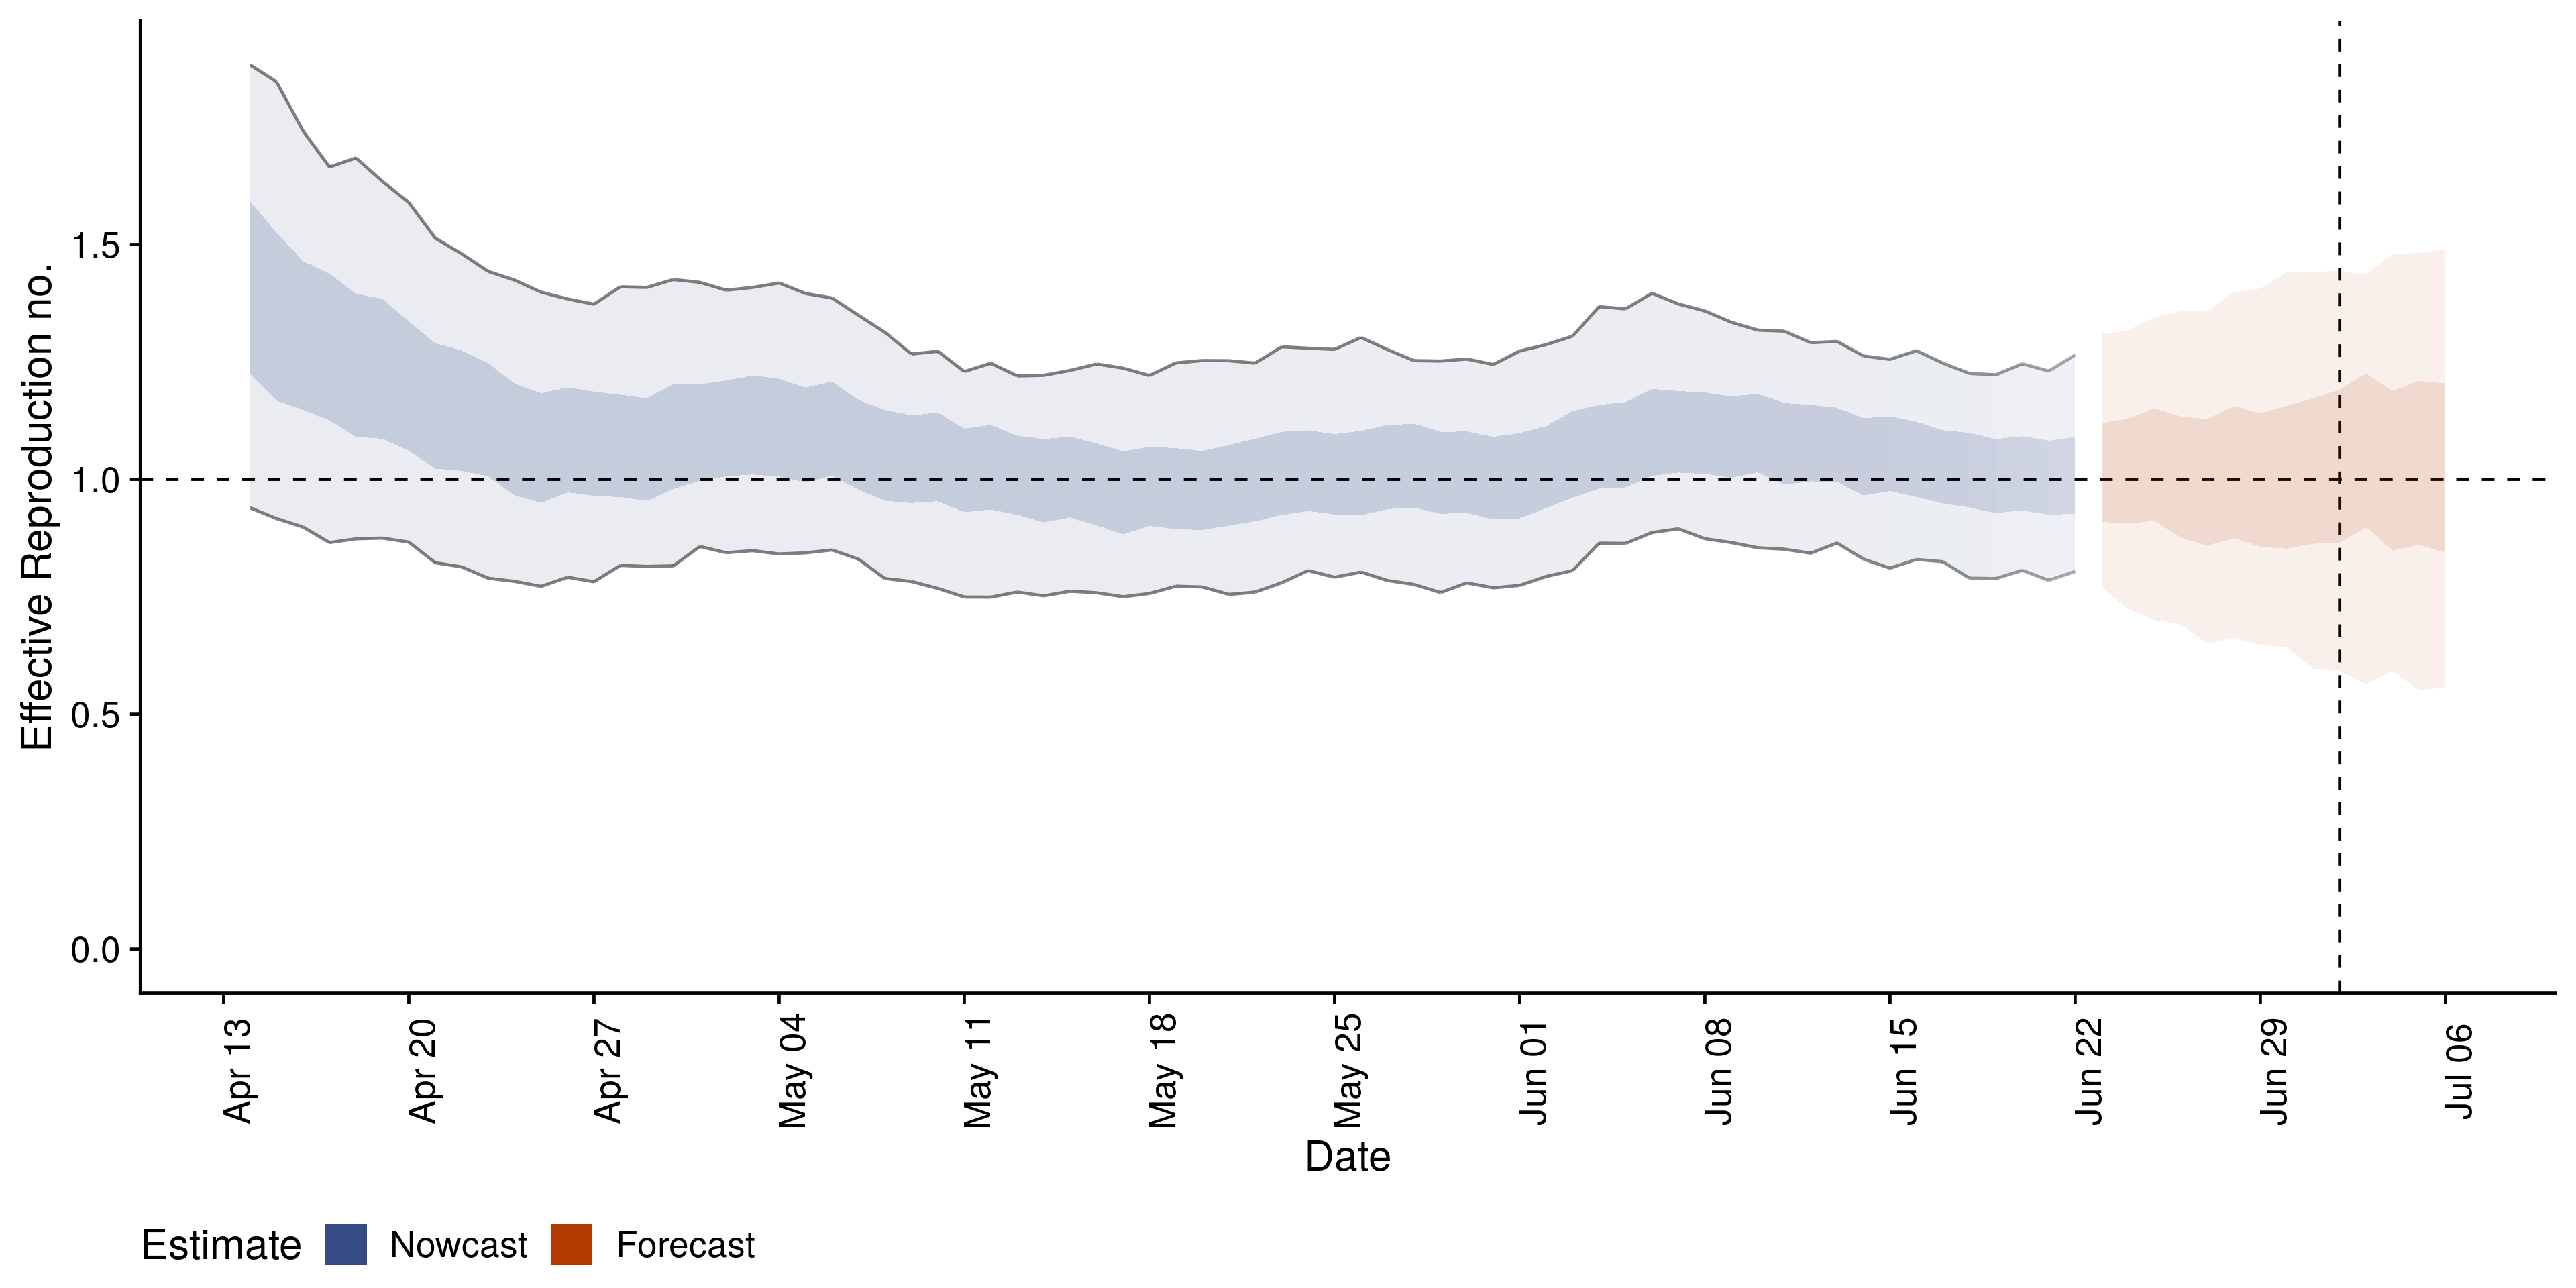 Effective Reproduction no.
1.5
1.0
0.5
0.0
Apr 13
Apr 20
Apr 27
May 04
May 11
May 18
May 25
Jun 01
Jun 08
Jun 15
Jun 22
Jun 29
Jul 06
Date
Estimate Nowcast Forecast